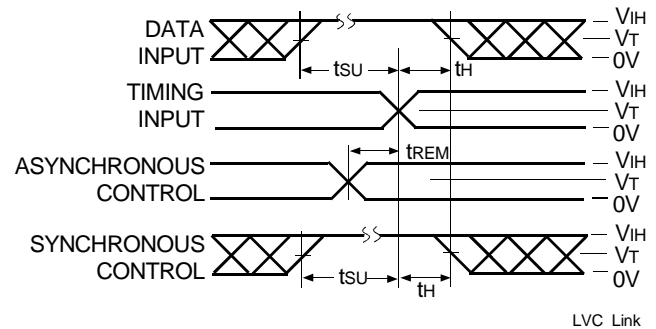 DATA INPUT
VIH
VT
0V
tSU
tH
TIMING INPUT
VIH
VT
0V
tREM
ASYNCHRONOUS CONTROL
VIH
VT
0V
SYNCHRONOUS CONTROL
VIH
VT
0V
tSU
tH
LVC Link